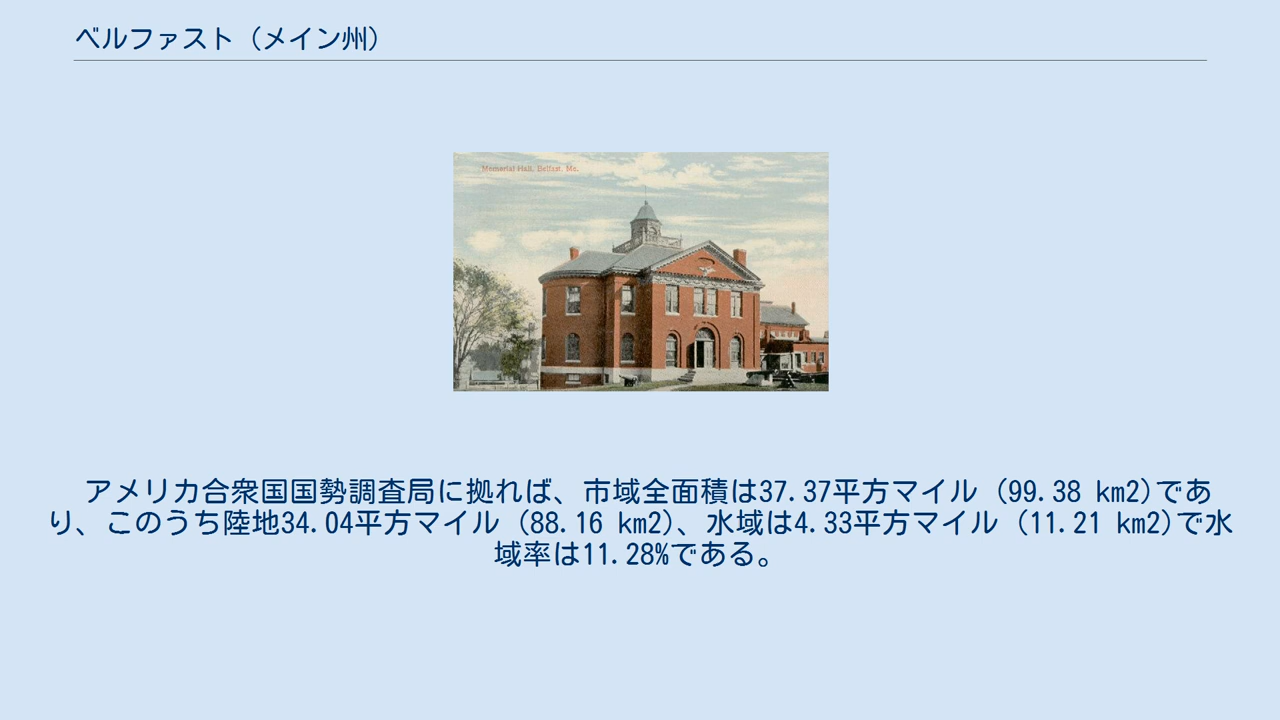 ベルファスト（メイン州）
Memorial Hall, Belfast, Me.
アメリカ合衆国国勢調査局に拠れば、市域全面積は37.37平方マイル (99.38 km2)であ
り、このうち陸地34.04平方マイル (88.16 km2)、水域は4.33平方マイル (11.21 km2)で水
域率は11.28%である。